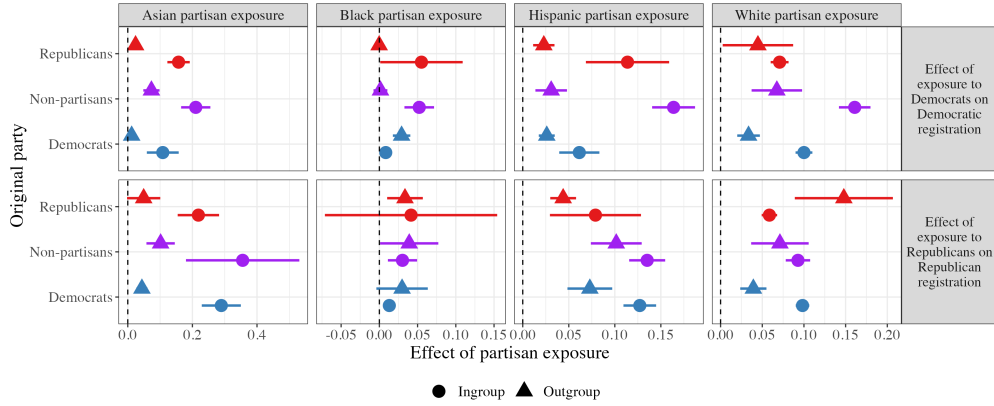 Asian partisan exposure
Black partisan exposure
Hispanic partisan exposure
White partisan exposure
Original party
Republicans
Non-partisans
Democrats
Effect of
exposure to
Democrats on
Democratic
registration
Republicans
Non-partisans
Democrats
Effect of
exposure to
Republicans on
Republican
registration
0.0 0.2 0.4
-0.05 0.00 0.05 0.10 0.15
0.00 0.05 0.10 0.15
0.00 0.05 0.10 0.15 0.20
Effect of partisan exposure
Ingroup Outgroup